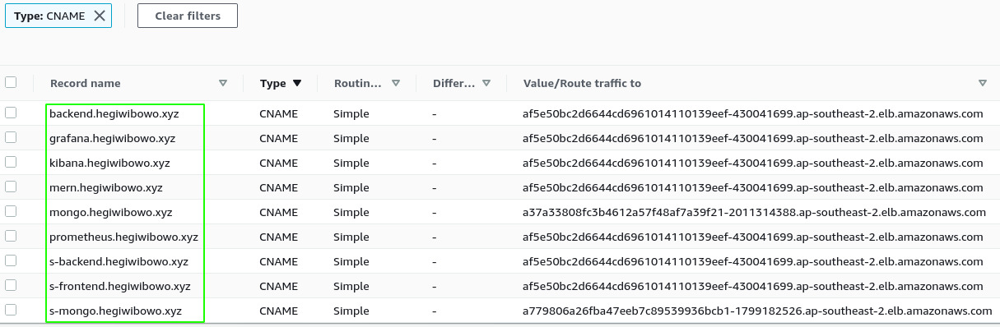 Type: CNAME Clear filters
Record name Type Routin... Differ... Value/Route traffic to
backend.hegiwibowo.xyz CNAME Simple - af5e50bc2d6644cd6961014110139eef-430041699.ap-southeast-2.elb.amazonaws.com
grafana.hegiwibowo.xyz CNAME Simple - af5e50bc2d6644cd6961014110139eef-430041699.ap-southeast-2.elb.amazonaws.com
kibana.hegiwibowo.xyz CNAME Simple - af5e50bc2d6644cd6961014110139eef-430041699.ap-southeast-2.elb.amazonaws.com
mern.hegiwibowo.xyz CNAME Simple - af5e50bc2d6644cd6961014110139eef-430041699.ap-southeast-2.elb.amazonaws.com
mongo.hegiwibowo.xyz CNAME Simple - a37a33808fc3b4612a57f48af7a39f21-2011314388.ap-southeast-2.elb.amazonaws.com
prometheus.hegiwibowo.xyz CNAME Simple - af5e50bc2d6644cd6961014110139eef-430041699.ap-southeast-2.elb.amazonaws.com
s-backend.hegiwibowo.xyz CNAME Simple - af5e50bc2d6644cd6961014110139eef-430041699.ap-southeast-2.elb.amazonaws.com
s-frontend.hegiwibowo.xyz CNAME Simple - af5e50bc2d6644cd6961014110139eef-430041699.ap-southeast-2.elb.amazonaws.com
s-mongo.hegiwibowo.xyz CNAME Simple - a779806a26fba47eeb7c89539936bcb1-1799182526.ap-southeast-2.elb.amazonaws.com